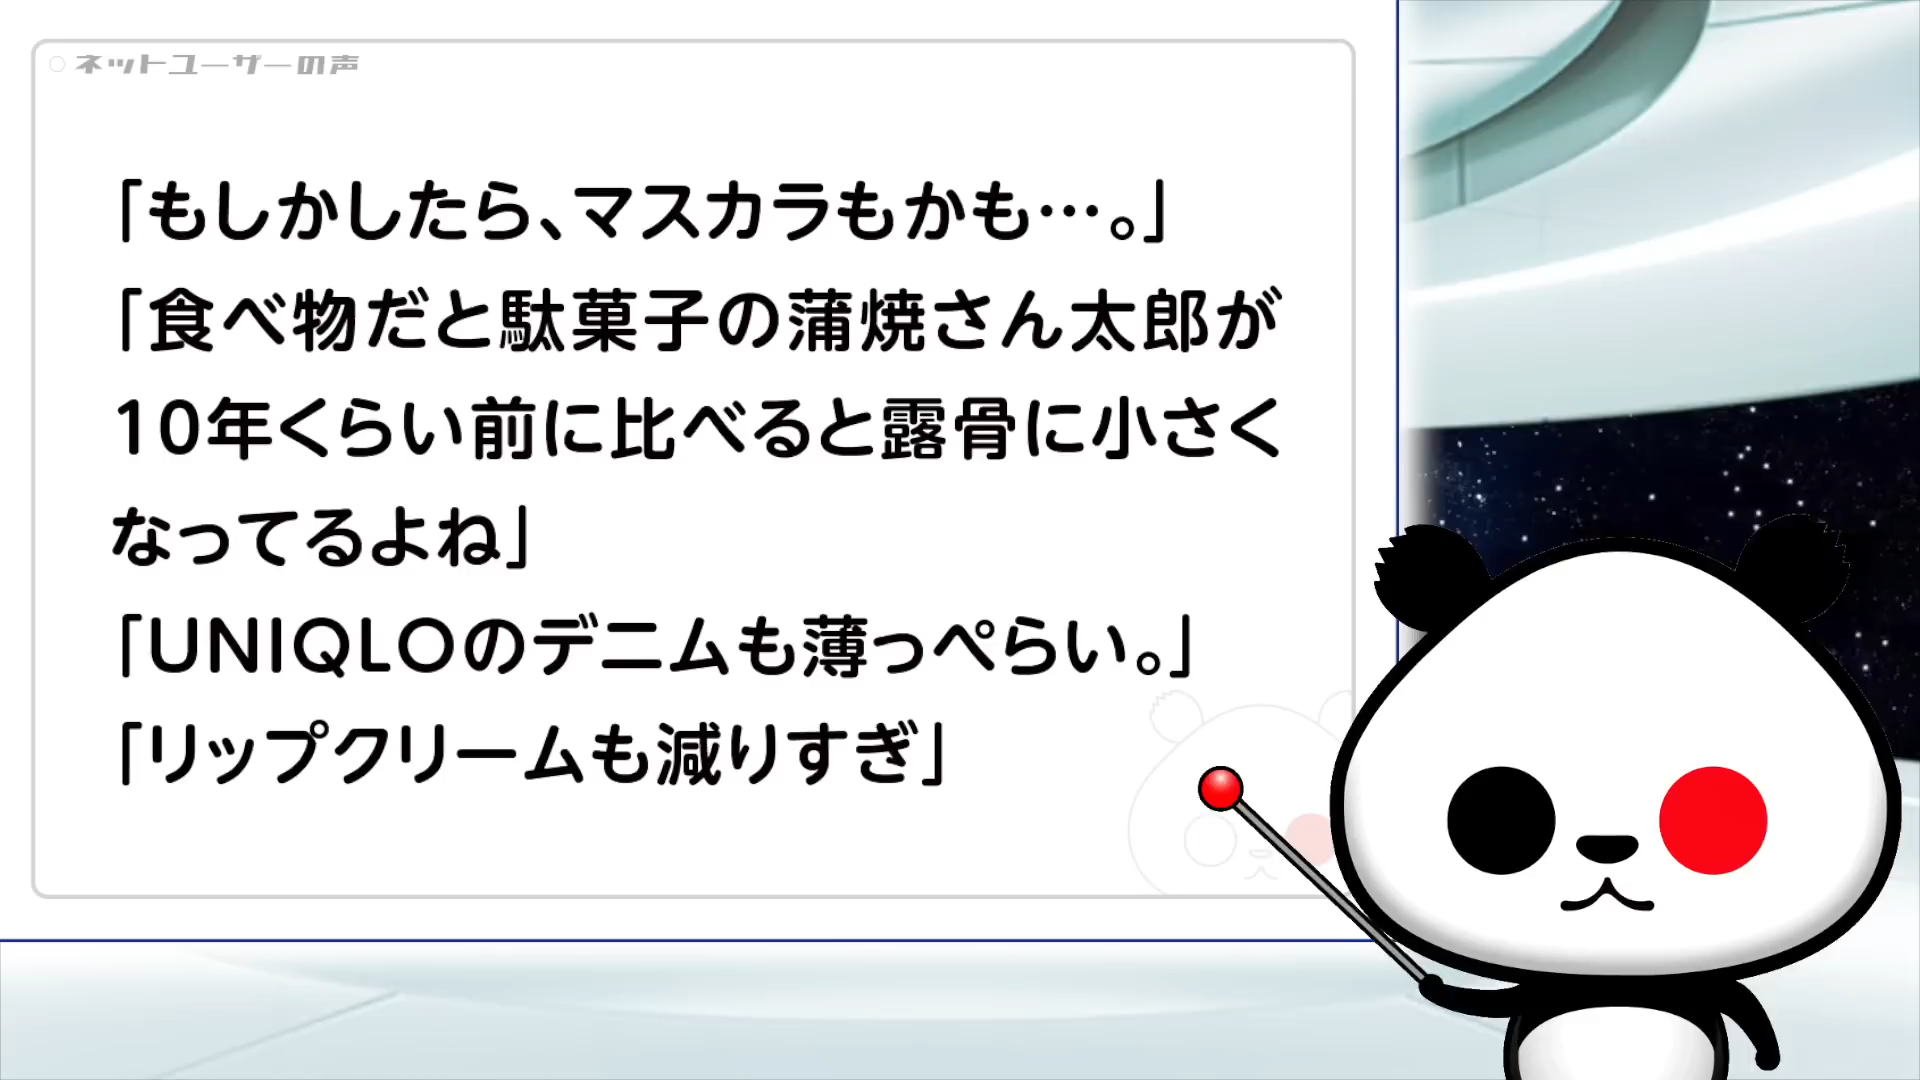 ネットユーザーの声
「もしかしたら、マスカラもかも…。」
「食べ物だと駄菓子の蒲焼さん太郎が
10年くらい前に比べると露骨に小さく
なってるよね」
「UNIQLOのデニムも薄っぺらい。」
「リップクリームも減りすぎ」